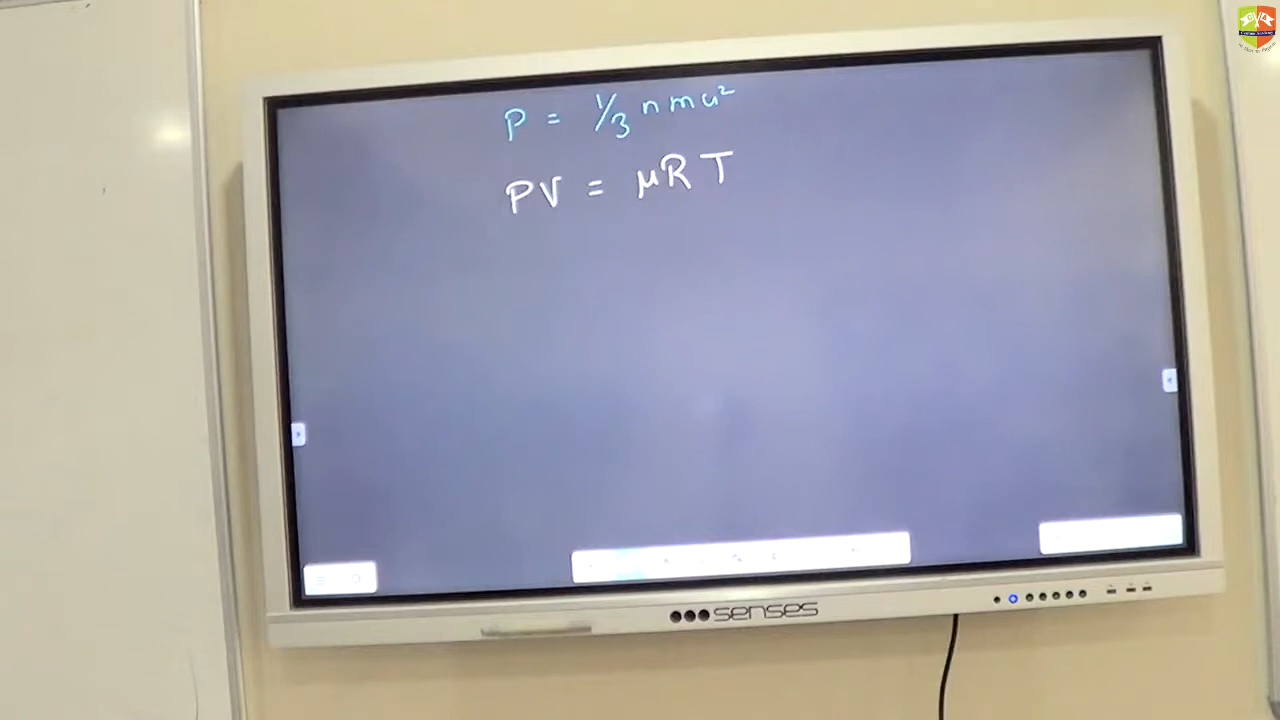 P = 1/3 n m u²
PV = μRT
senses